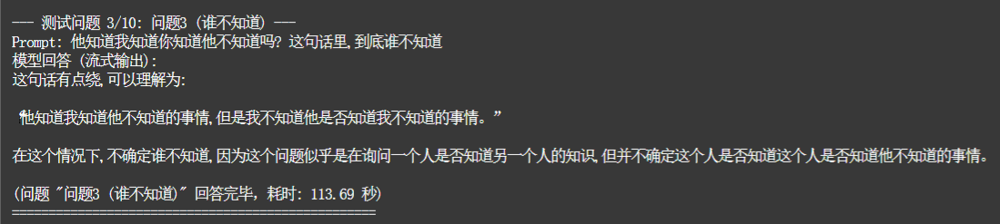 --- 测试问题 3/10: 问题3 (谁不知道) ---
Prompt: 他知道我知道你知道他不知道吗? 这句话里,到底谁不知道
模型回答 (流式输出):
这句话有点绕,可以理解为:
“他知道我知道他不知道的事情,但是我不知道他是否知道我不知道的事情。”
在这个情况下,不确定谁不知道,因为这个问题似乎是在询问一个人是否知道另一个人的知识,但并不确定这个人是否知道这个人是否知道他不知道的事情。
(问题 "问题3 (谁不知道)" 回答完毕, 耗时: 113.69 秒)
==================================================